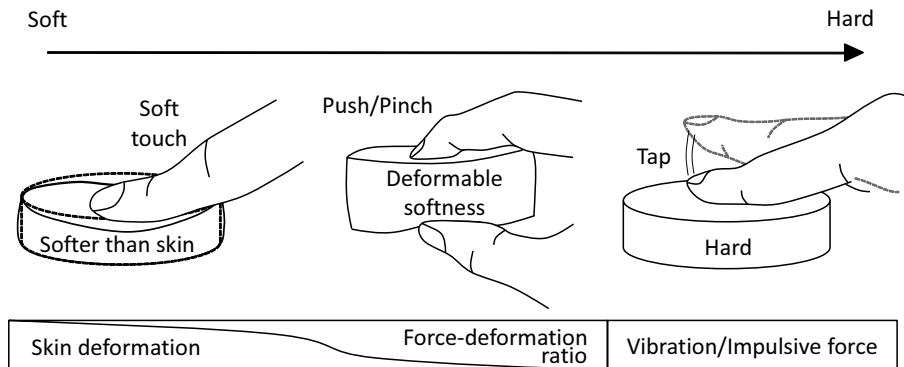 Soft
Hard
Soft
touch
Push/Pinch
Tap
Softer than skin
Deformable
softness
Hard
Skin deformation
Force-deformation
ratio
Vibration/Impulsive force